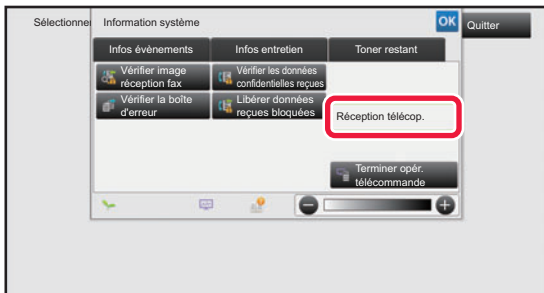 Sélectionne
Information système
OK
Quitter
Infos évènements
Infos entretien
Toner restant
Vérifier image
réception fax
Vérifier les données
confidentielles reçues
Vérifier la boîte
d'erreur
Libérer données
reçues bloquées
Réception télécop.
Terminer opér.
télécommande